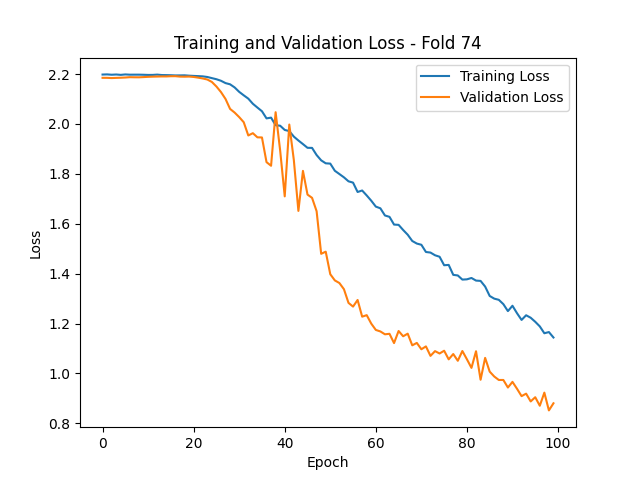 Training and Validation Loss - Fold 74
Training Loss
Validation Loss
2.2
2.0
1.8
1.6
1.4
1.2
1.0
0.8
Loss
0
20
40
60
80
100
Epoch